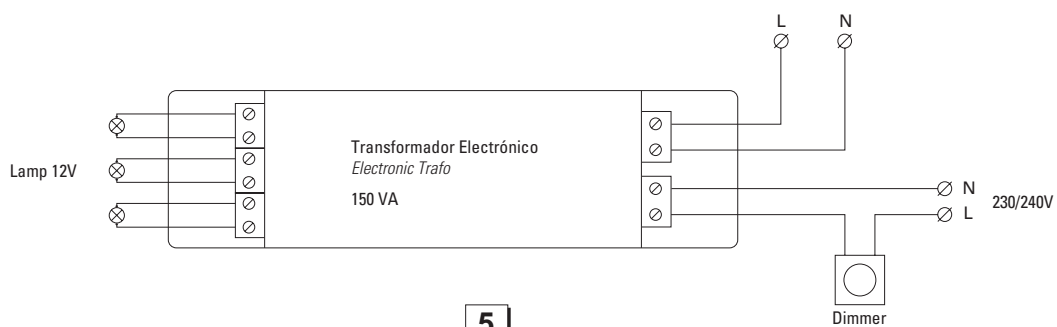 L N
Transformador Electrónico
Electronic Trafo
150 VA
Lamp 12V
N
L
230/240V
Dimmer
5